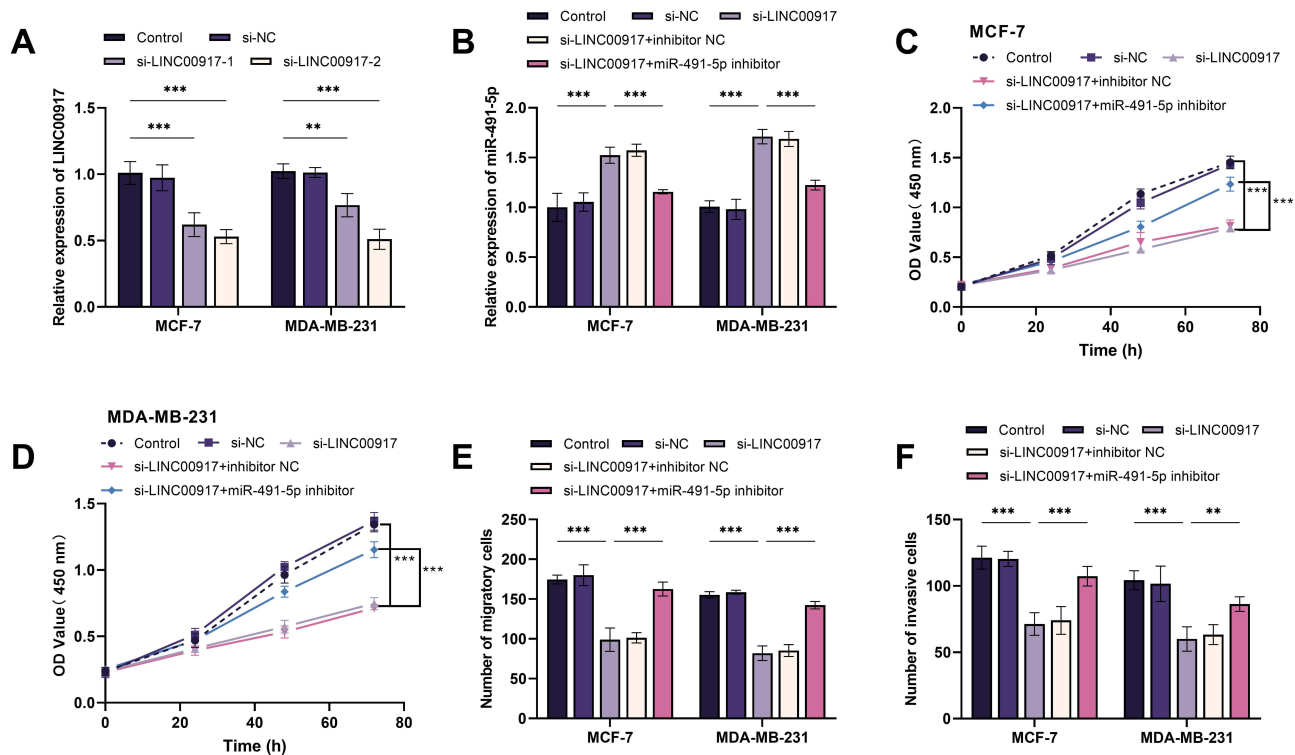 A
Control
si-NC
si-LINC00917-1
si-LINC00917-2
Relative expression of LINC00917
1.5
1.0
0.5
0.0
***
***
***
**
MCF-7
MDA-MB-231
B
Control
si-NC
si-LINC00917
si-LINC00917+inhibitor NC
si-LINC00917+miR-491-5p inhibitor
Relative expression of miR-491-5p
2.0
1.5
1.0
0.5
0.0
***
***
***
***
MCF-7
MDA-MB-231
C
MCF-7
Control
si-NC
si-LINC00917
si-LINC00917+inhibitor NC
si-LINC00917+miR-491-5p inhibitor
OD Value（450 nm）
2.0
1.5
1.0
0.5
0.0
***
***
0
20
40
60
80
Time (h)
D
MDA-MB-231
Control
si-NC
si-LINC00917
si-LINC00917+inhibitor NC
si-LINC00917+miR-491-5p inhibitor
OD Value（450 nm）
1.5
1.0
0.5
0.0
***
***
0
20
40
60
80
Time (h)
E
Control
si-NC
si-LINC00917
si-LINC00917+inhibitor NC
si-LINC00917+miR-491-5p inhibitor
Number of migratory cells
250
200
150
100
50
0
***
***
***
***
MCF-7
MDA-MB-231
F
Control
si-NC
si-LINC00917
si-LINC00917+inhibitor NC
si-LINC00917+miR-491-5p inhibitor
Number of invasive cells
150
100
50
0
***
***
***
**
MCF-7
MDA-MB-231